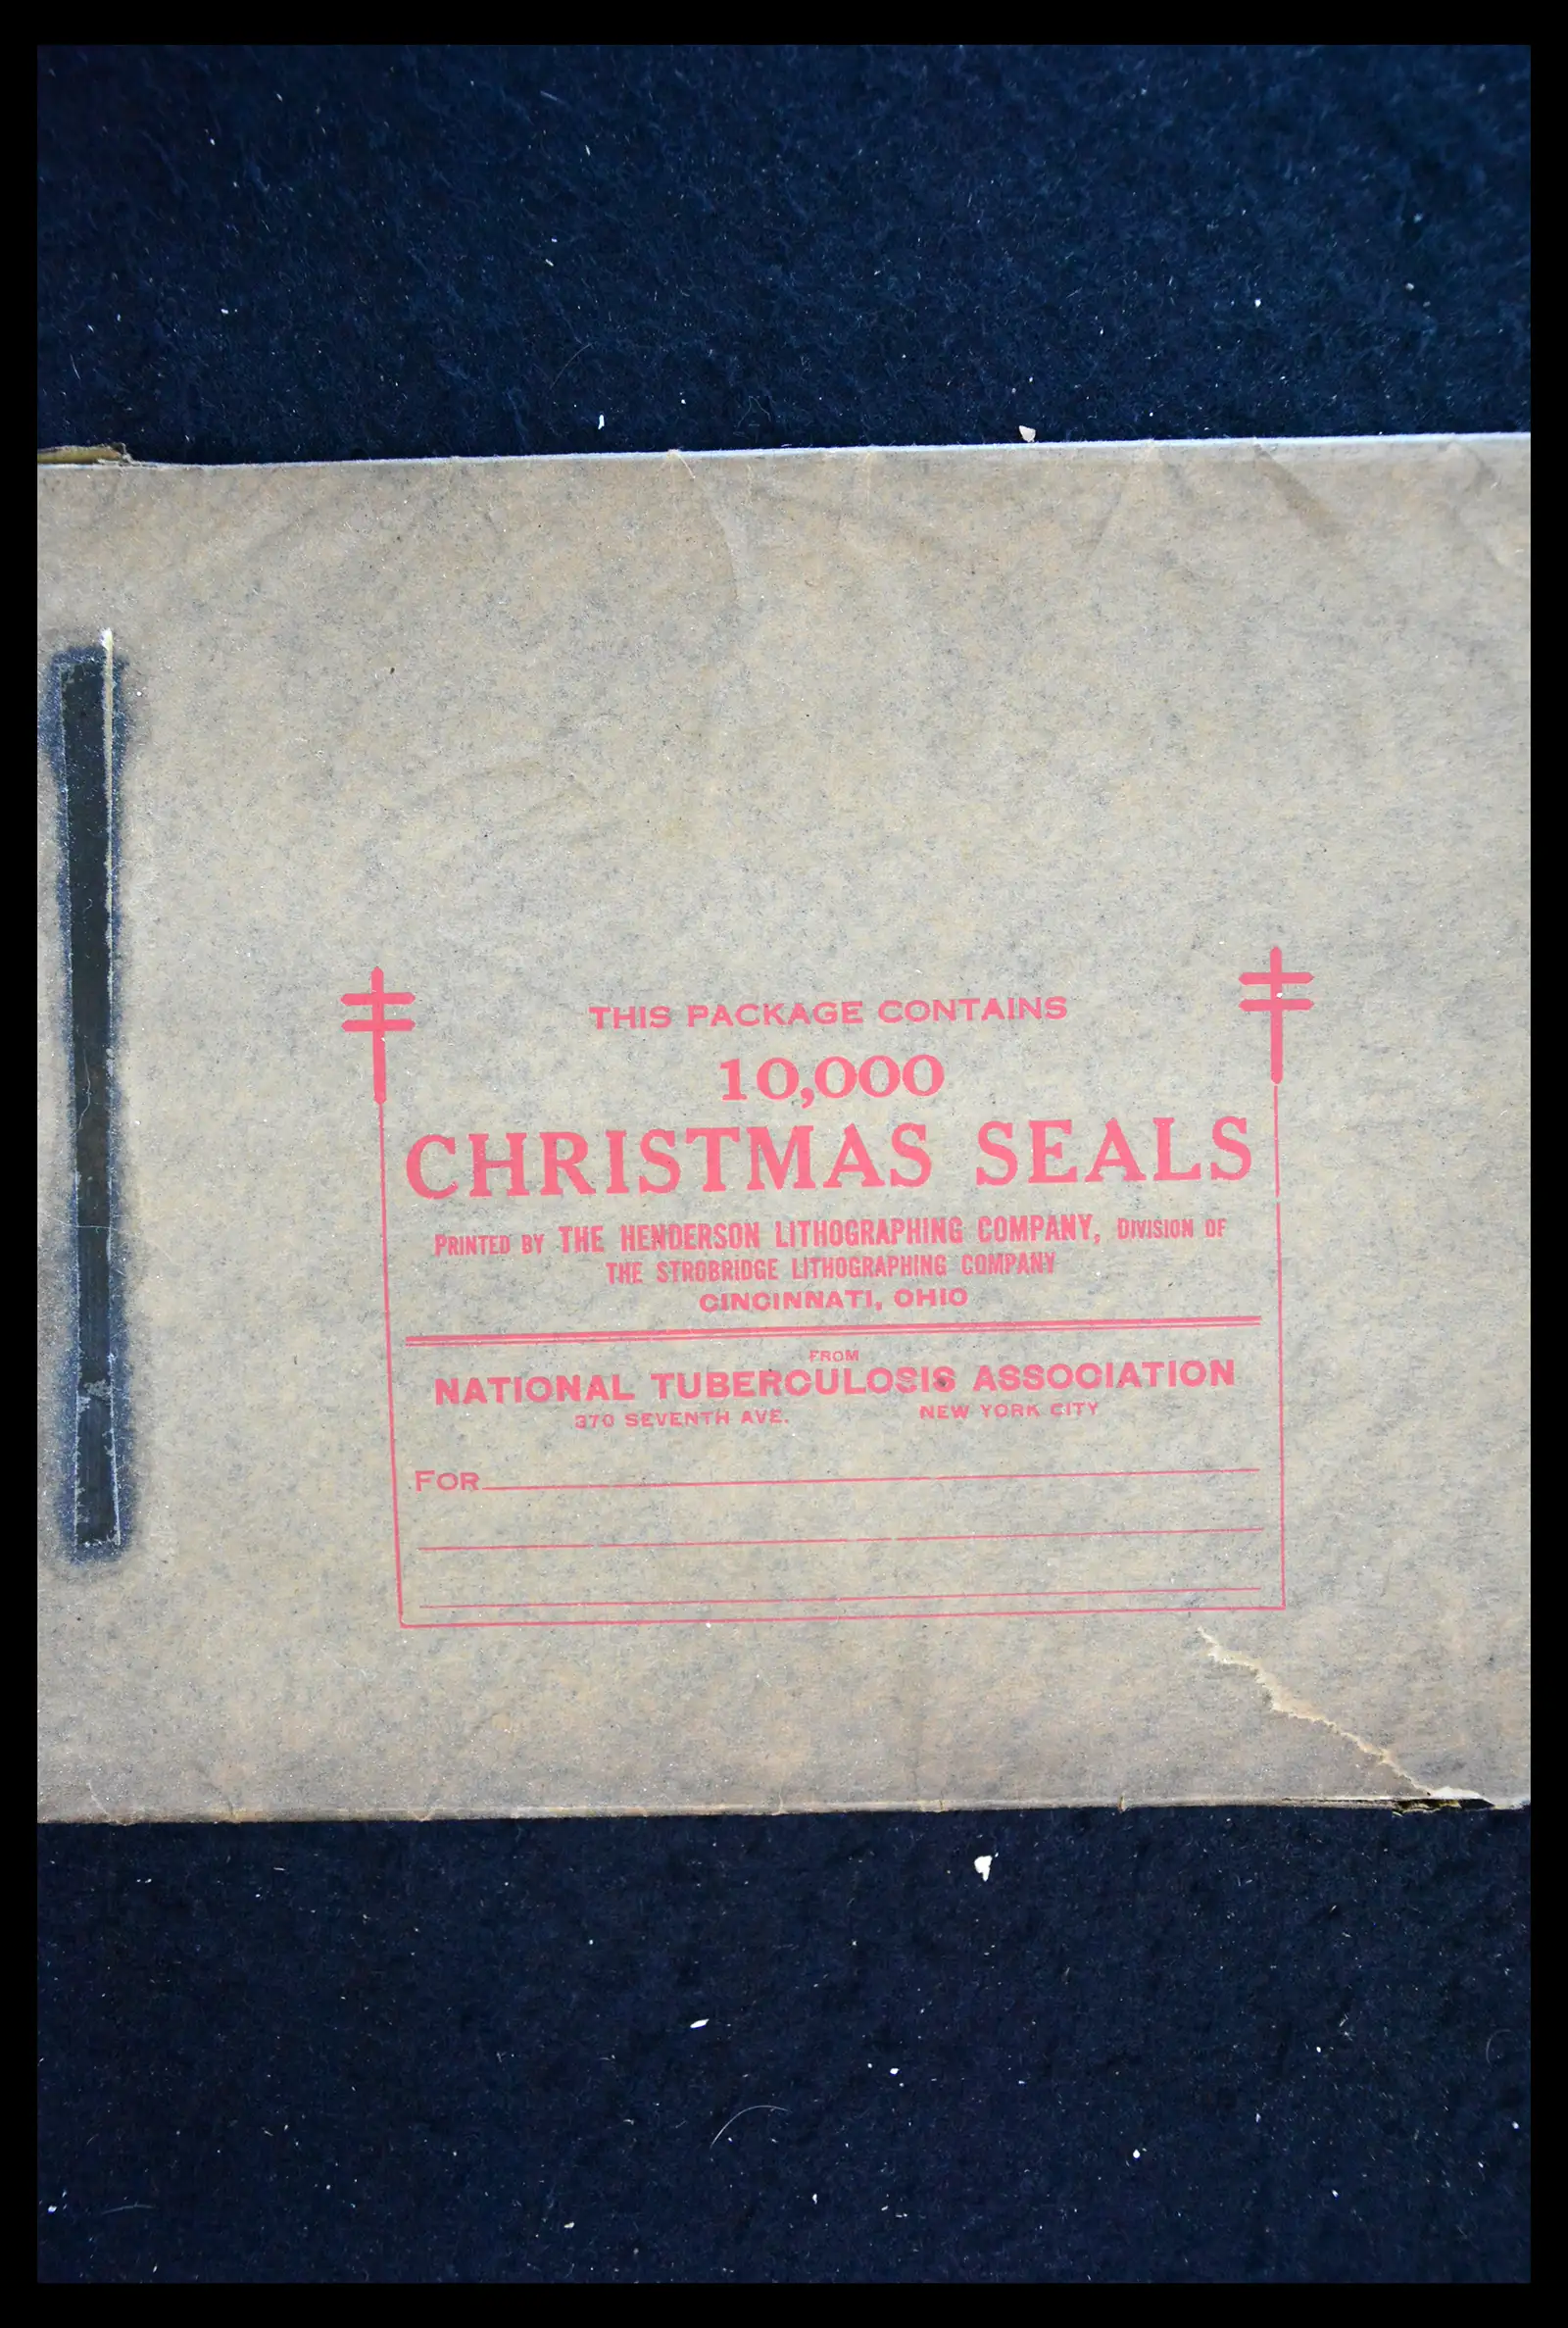 THIS PACKAGE CONTAINS
10,000
CHRISTMAS SEALS
PRINTED BY THE HENDERSON LITHOGRAPHING COMPANY, DIVISION OF
THE STROBRIDGE LITHOGRAPHING COMPANY
CINCINNATI, OHIO
FROM
NATIONAL TUBERCULOSIS ASSOCIATION
370 SEVENTH AVE. NEW YORK CITY
FOR